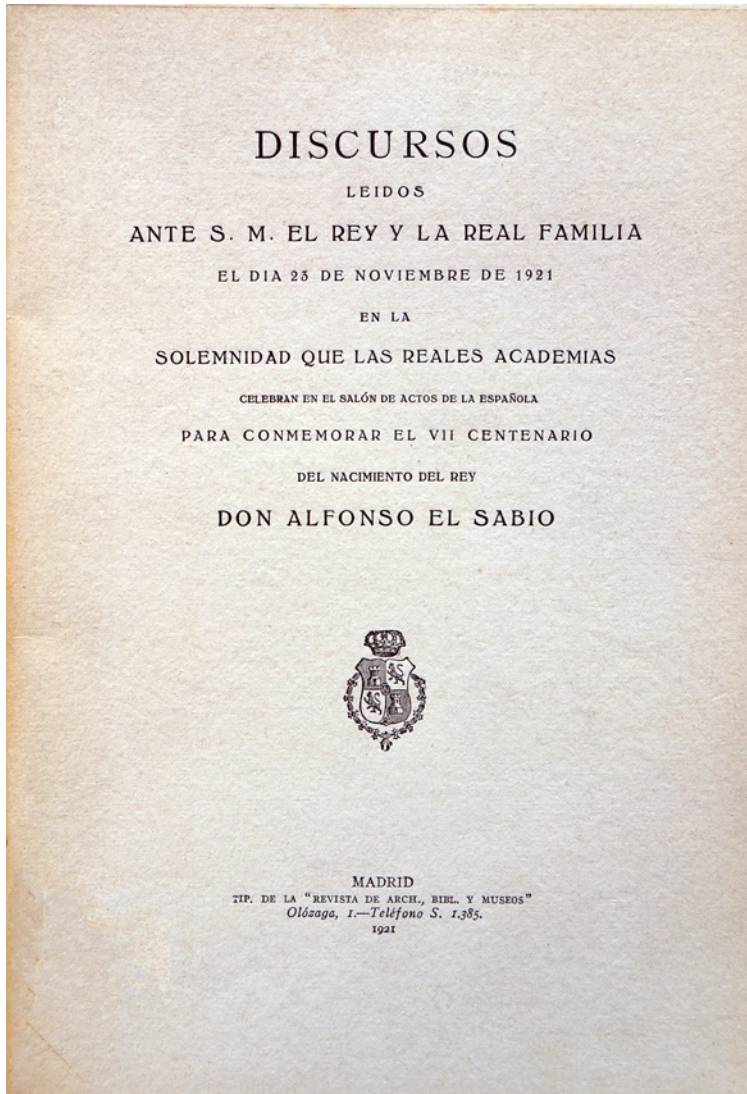 DISCURSOS
LEIDOS
ANTE S. M. EL REY Y LA REAL FAMILIA
EL DIA 23 DE NOVIEMBRE DE 1921
EN LA
SOLEMNIDAD QUE LAS REALES ACADEMIAS
CELEBRAN EN EL SALÓN DE ACTOS DE LA ESPAÑOLA
PARA CONMEMORAR EL VII CENTENARIO
DEL NACIMIENTO DEL REY
DON ALFONSO EL SABIO
MADRID
TIP. DE LA "REVISTA DE ARCH., BIBL. Y MUSEOS"
Olózaga, 1.—Teléfono S. 1.385.
1921